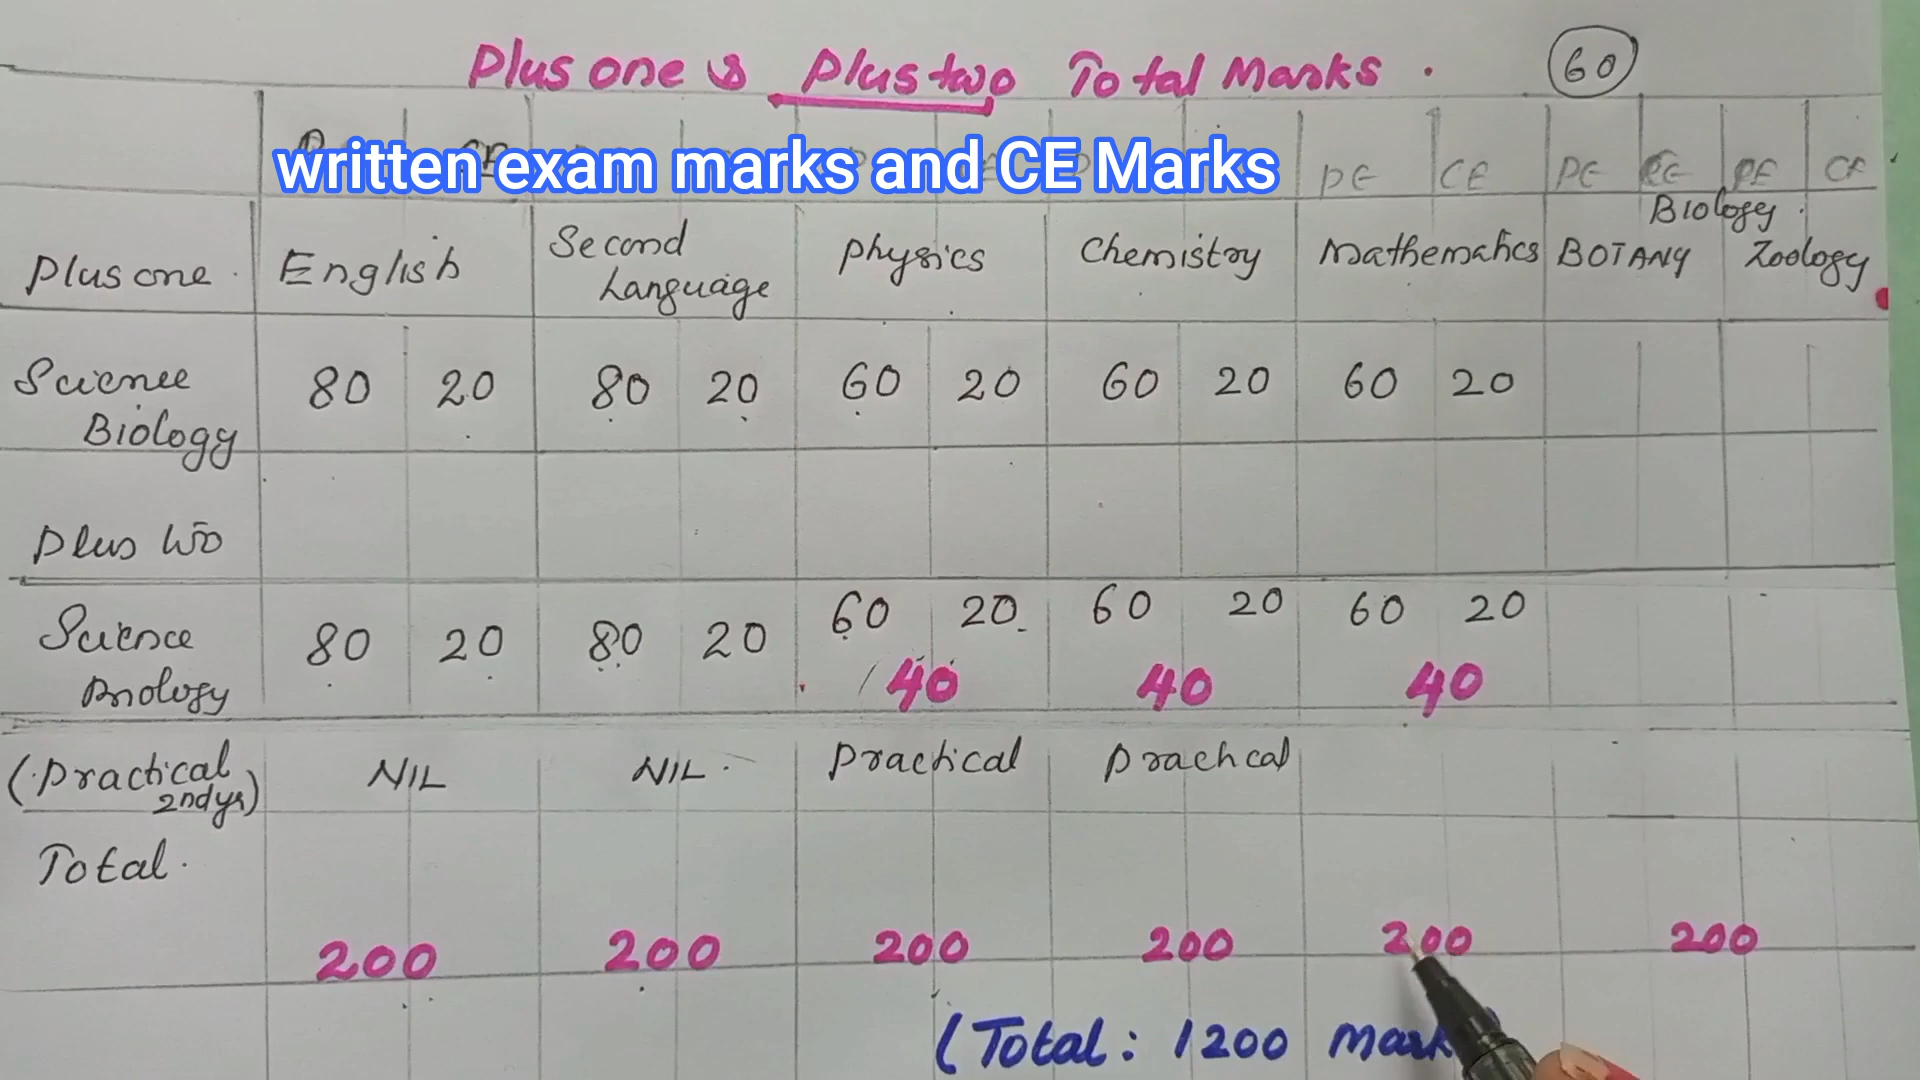 Plus one & Plus two Total Marks . 60
written exam marks and CE Marks
PE CE PE CE PE CE
Biology
Plus one English Second Language Physics Chemistry Mathematics BOTANY Zoology
Science Biology 80 20 80 20 60 20 60 20 60 20
Plus two
Science Biology 80 20 80 20 60 20 60 20 60 20
40 40 40
(Practical 2nd yr) NIL NIL Practical Practical
Total
200 200 200 200 200 200
(Total: 1200 Mark